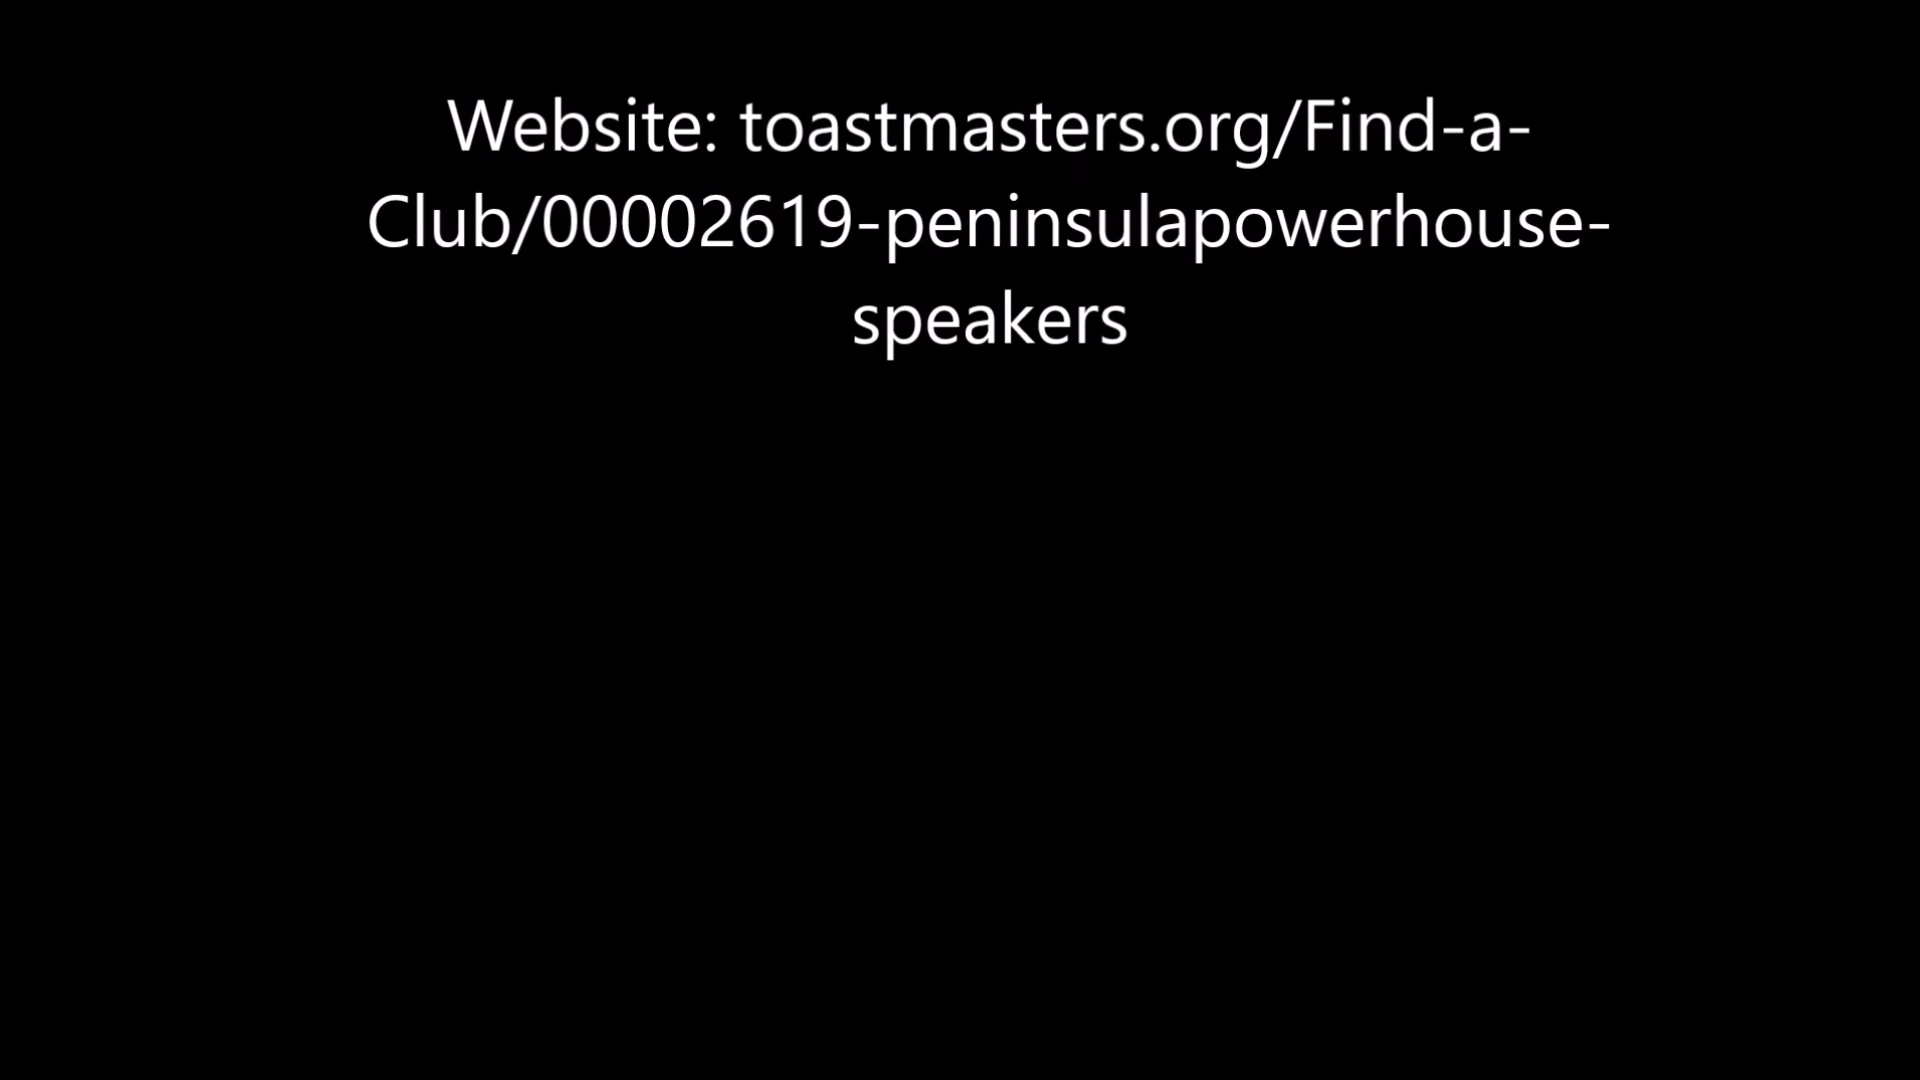 Website: toastmasters.org/Find-a-
Club/00002619-peninsulapowerhouse-
speakers